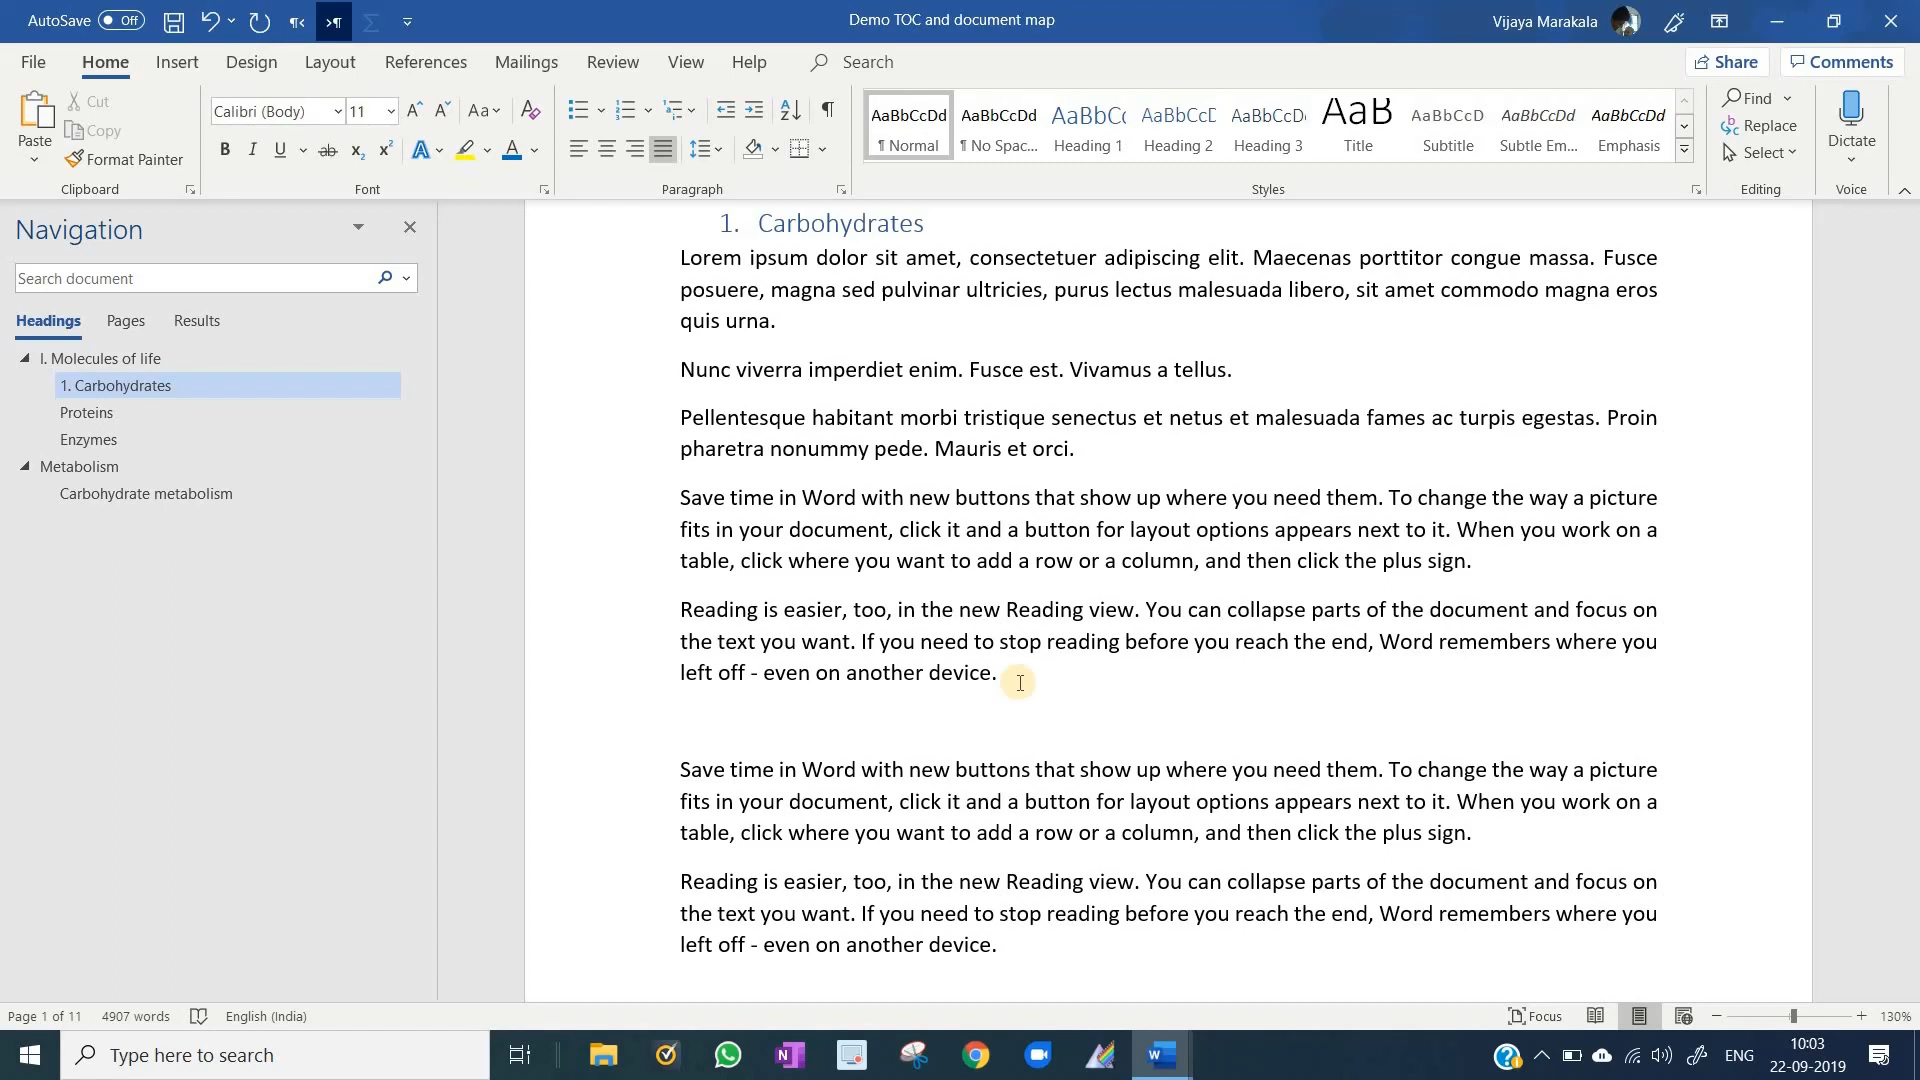 AutoSave Off
Demo TOC and document map
Vijaya Marakala
File Home Insert Design Layout References Mailings Review View Help Search
Share Comments
Paste
Cut
Copy
Format Painter
Clipboard
Calibri (Body) 11
Font
Paragraph
AaBbCcDd ¶ Normal
AaBbCcDd ¶ No Spac...
AaBbC Heading 1
AaBbCcD Heading 2
AaBbCcD Heading 3
AaB Title
AaBbCcD Subtitle
AaBbCcDd Subtle Em...
AaBbCcDd Emphasis
Styles
Find
Replace
Select
Editing
Dictate
Voice
Navigation
Search document
Headings Pages Results
I. Molecules of life
1. Carbohydrates
Proteins
Enzymes
Metabolism
Carbohydrate metabolism
1. Carbohydrates
Lorem ipsum dolor sit amet, consectetuer adipiscing elit. Maecenas porttitor congue massa. Fusce
posuere, magna sed pulvinar ultricies, purus lectus malesuada libero, sit amet commodo magna eros
quis urna.
Nunc viverra imperdiet enim. Fusce est. Vivamus a tellus.
Pellentesque habitant morbi tristique senectus et netus et malesuada fames ac turpis egestas. Proin
pharetra nonummy pede. Mauris et orci.
Save time in Word with new buttons that show up where you need them. To change the way a picture
fits in your document, click it and a button for layout options appears next to it. When you work on a
table, click where you want to add a row or a column, and then click the plus sign.
Reading is easier, too, in the new Reading view. You can collapse parts of the document and focus on
the text you want. If you need to stop reading before you reach the end, Word remembers where you
left off - even on another device.
Save time in Word with new buttons that show up where you need them. To change the way a picture
fits in your document, click it and a button for layout options appears next to it. When you work on a
table, click where you want to add a row or a column, and then click the plus sign.
Reading is easier, too, in the new Reading view. You can collapse parts of the document and focus on
the text you want. If you need to stop reading before you reach the end, Word remembers where you
left off - even on another device.
Page 1 of 11 4907 words English (India)
Focus 130%
Type here to search
ENG
10:03
22-09-2019